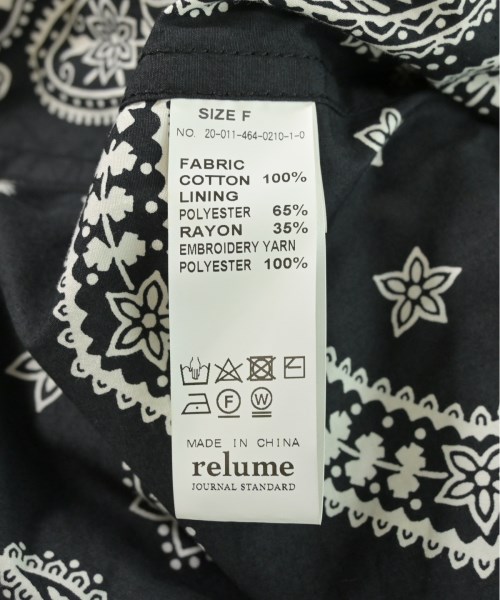 SIZE F
NO. 20-011-464-0210-1-0
FABRIC
COTTON 100%
LINING
POLYESTER 65%
RAYON 35%
EMBROIDERY YARN
POLYESTER 100%
F W
MADE IN CHINA
relume
JOURNAL STANDARD